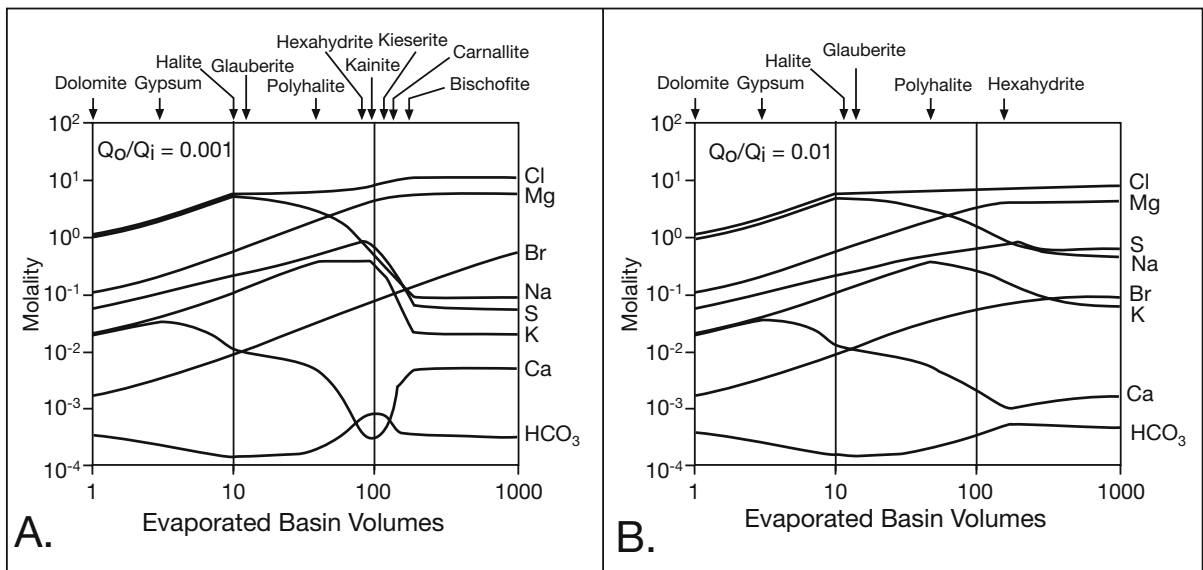 Hexahydrite Kieserite
Halite Kainite Carnallite
Dolomite Gypsum Glauberite Polyhalite Bischofite
10²
10¹
10⁰
10⁻¹
10⁻²
10⁻³
10⁻⁴
Molality
Qo/Qi = 0.001
Cl
Mg
Br
Na
S
K
Ca
HCO₃
1 10 100 1000
Evaporated Basin Volumes
A.
B.
Glauberite
Halite
Dolomite Gypsum Polyhalite Hexahydrite
10²
10¹
10⁰
10⁻¹
10⁻²
10⁻³
10⁻⁴
Molality
Qo/Qi = 0.01
Cl
Mg
S
Na
Br
K
Ca
HCO₃
1 10 100 1000
Evaporated Basin Volumes
B.